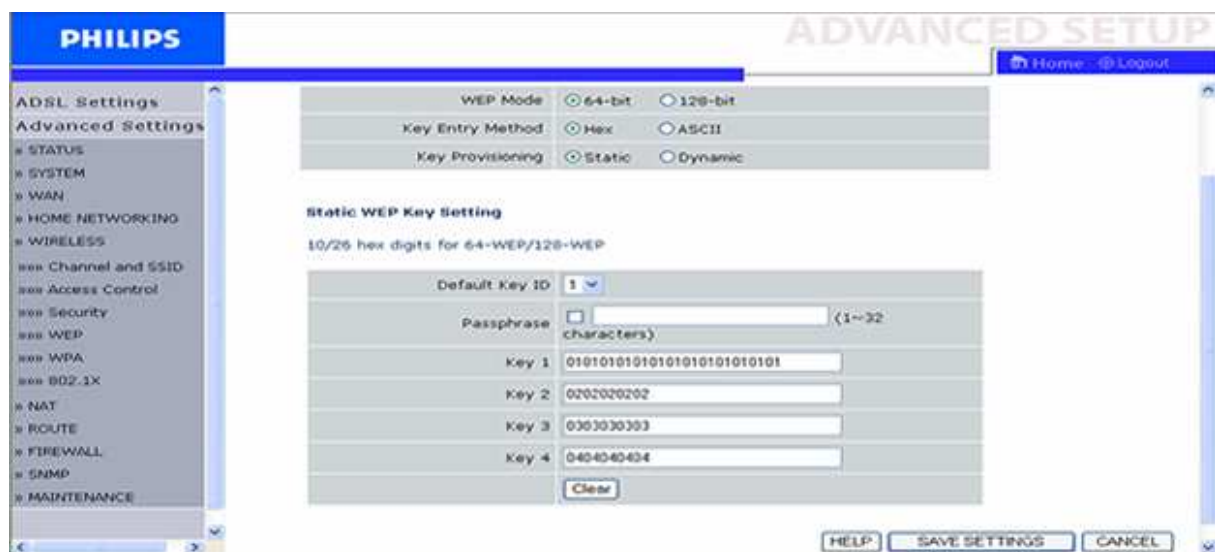 PHILIPS
ADVANCED SETUP
Home Logout
ADSL Settings
Advanced Settings
» STATUS
» SYSTEM
» WAN
» HOME NETWORKING
» WIRELESS
»»» Channel and SSID
»»» Access Control
»»» Security
»»» WEP
»»» WPA
»»» 802.1X
» NAT
» ROUTE
» FIREWALL
» SNMP
» MAINTENANCE
WEP Mode 64-bit 128-bit
Key Entry Method Hex ASCII
Key Provisioning Static Dynamic
Static WEP Key Setting
10/26 hex digits for 64-WEP/128-WEP
Default Key ID 1
Passphrase (1~32
characters)
Key 1 01010101010101010101010101
Key 2 0202020202
Key 3 0303030303
Key 4 0404040404
Clear
HELP SAVE SETTINGS CANCEL